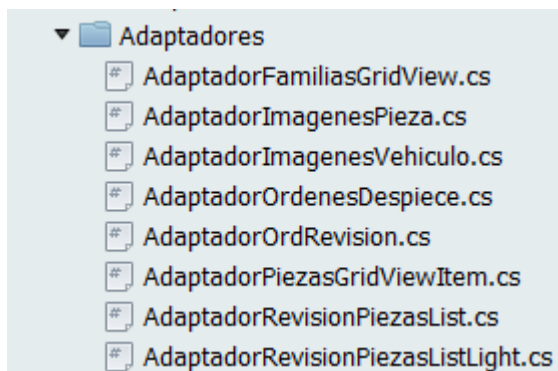 Adaptadores
AdaptadorFamiliasGridView.cs
AdaptadorImagenesPieza.cs
AdaptadorImagenesVehiculo.cs
AdaptadorOrdenesDespiece.cs
AdaptadorOrdRevision.cs
AdaptadorPiezasGridViewItem.cs
AdaptadorRevisionPiezasList.cs
AdaptadorRevisionPiezasListLight.cs